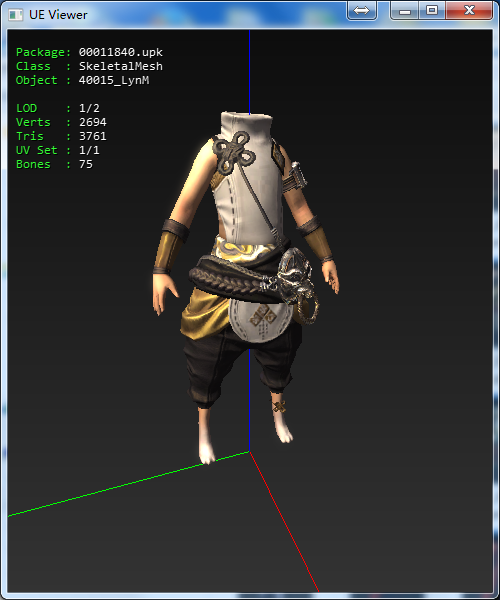 UE Viewer
Package: 00011840.upk
Class : SkeletalMesh
Object : 40015_LynM
LOD : 1/2
Verts : 2694
Tris : 3761
UV Set : 1/1
Bones : 75